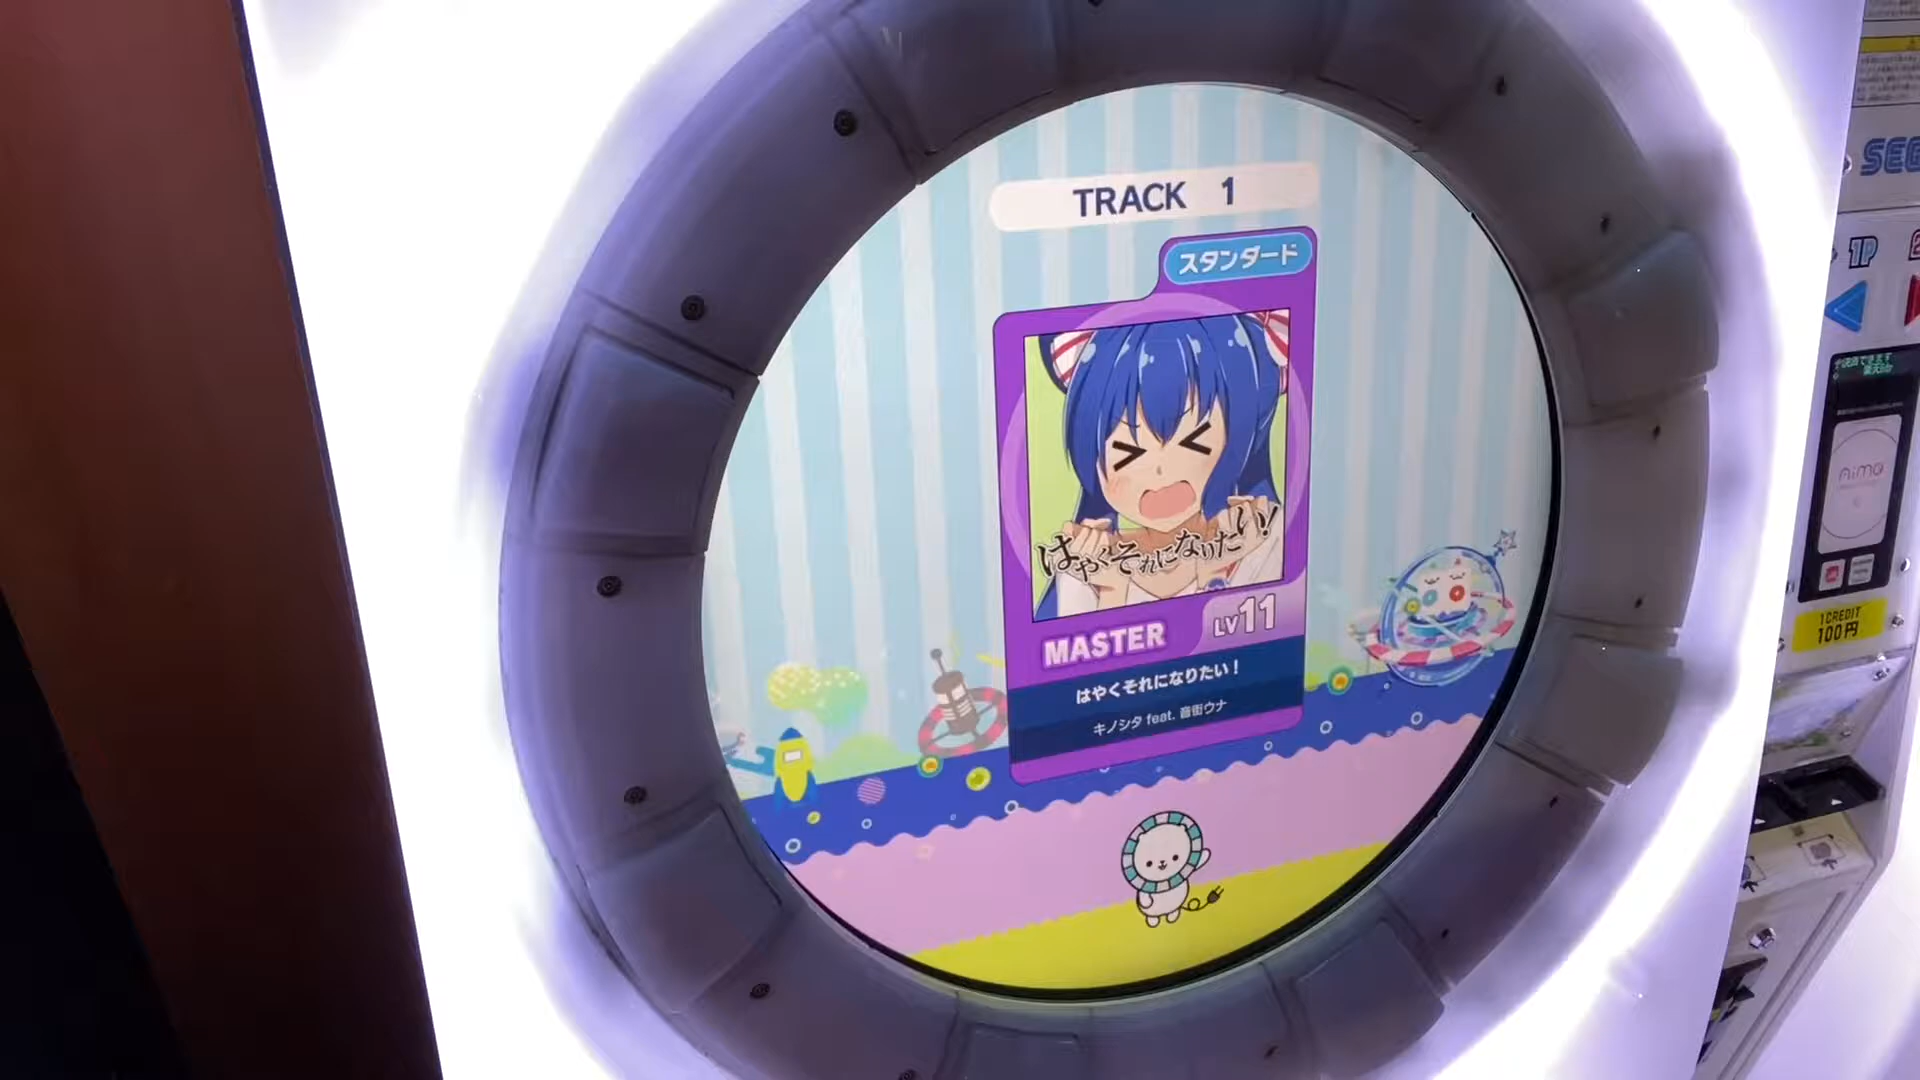 TRACK 1
スタンダード
はやくそれになりたい!
MASTER
LV11
はやくそれになりたい!
キノシタ feat. 音街ウナ
1P
Aime
1CREDIT
100円